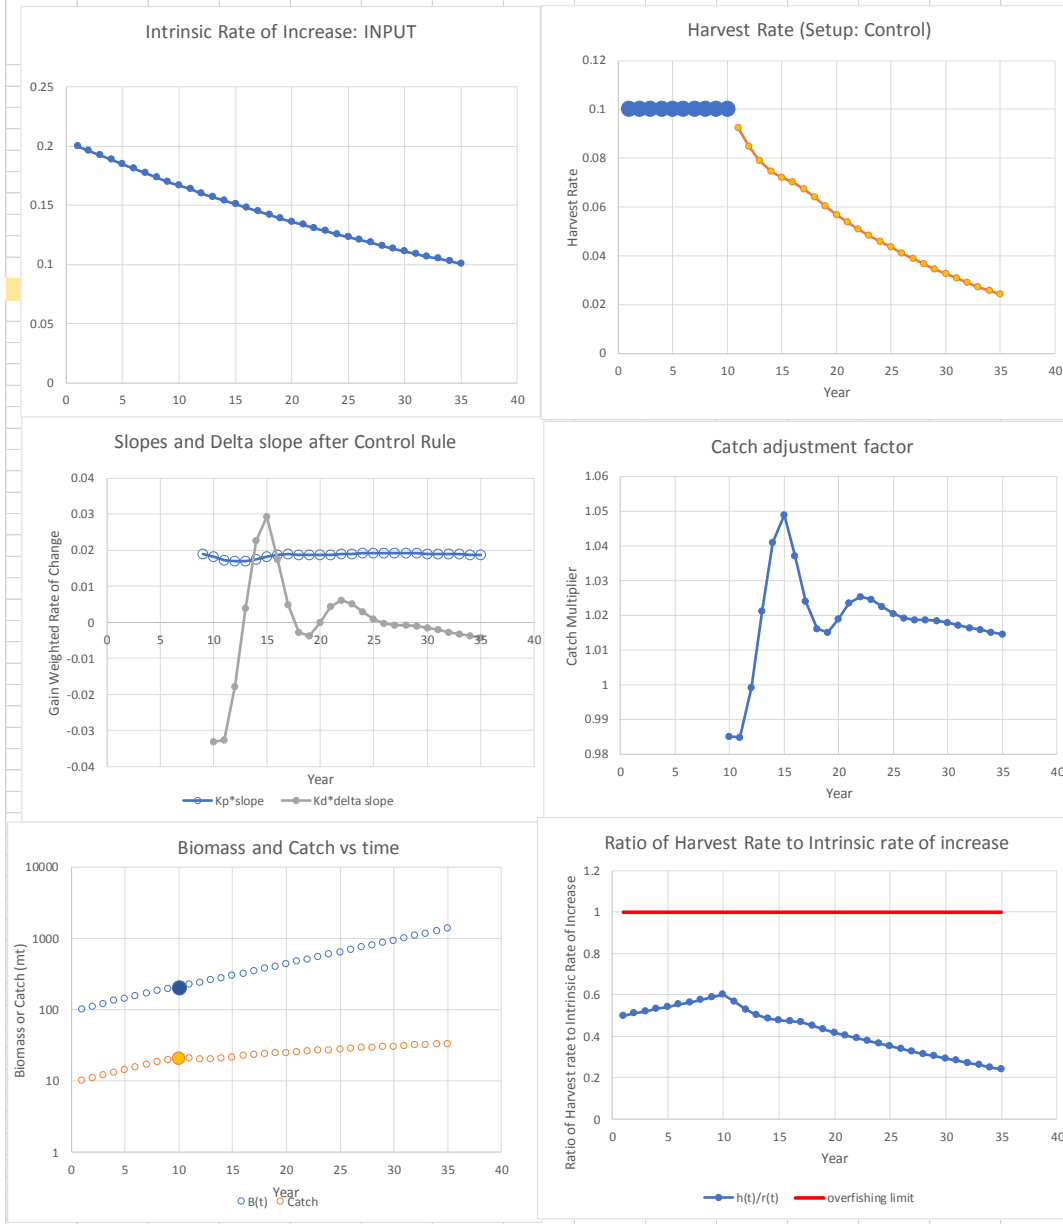 Intrinsic Rate of Increase: INPUT
0.25
0.2
0.15
0.1
0.05
0
0 5 10 15 20 25 30 35 40
Harvest Rate (Setup: Control)
0.12
0.1
0.08
0.06
0.04
0.02
0
Harvest Rate
0 5 10 15 20 25 30 35 40
Year
Slopes and Delta slope after Control Rule
0.04
0.03
0.02
0.01
0
-0.01
-0.02
-0.03
-0.04
Gain Weighted Rate of Change
0 5 10 15 20 25 30 35 40
Year
Kp*slope Kd*delta slope
Catch adjustment factor
1.06
1.05
1.04
1.03
1.02
1.01
1
0.99
0.98
Catch Multiplier
0 5 10 15 20 25 30 35 40
Year
Biomass and Catch vs time
10000
1000
100
10
1
Biomass or Catch (mt)
0 5 10 15 20 25 30 35 40
Year
B(t) Catch
Ratio of Harvest Rate to Intrinsic rate of increase
1.2
1
0.8
0.6
0.4
0.2
0
Ratio of Harvest rate to Intrinsic Rate of Increase
0 5 10 15 20 25 30 35 40
Year
h(t)/r(t) overfishing limit